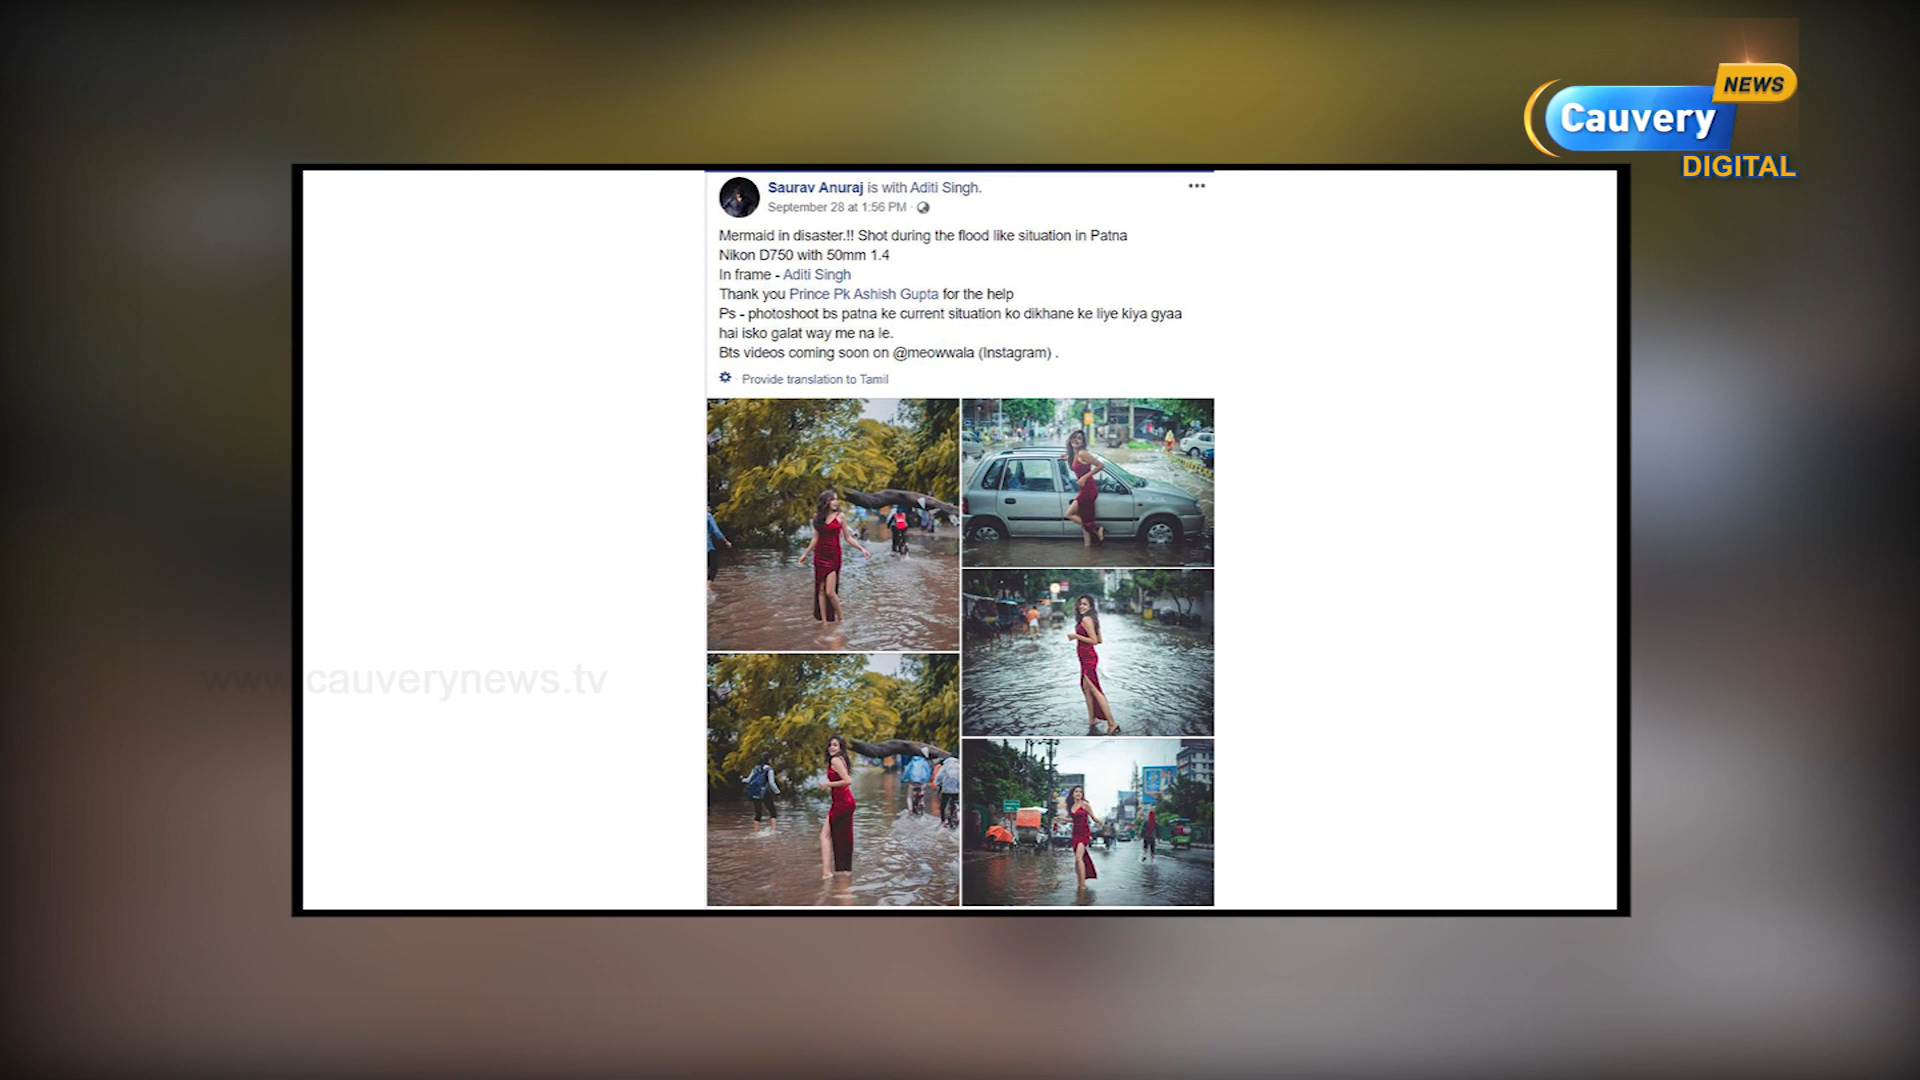 NEWS
Cauvery
DIGITAL
Saurav Anuraj is with Aditi Singh.
September 28 at 1:56 PM ·
Mermaid in disaster.!! Shot during the flood like situation in Patna
Nikon D750 with 50mm 1.4
In frame - Aditi Singh
Thank you Prince Pk Ashish Gupta for the help
Ps - photoshoot bs patna ke current situation ko dikhane ke liye kiya gyaa
hai isko galat way me na le.
Bts videos coming soon on @meowwala (Instagram) .
· Provide translation to Tamil
www.cauverynews.tv